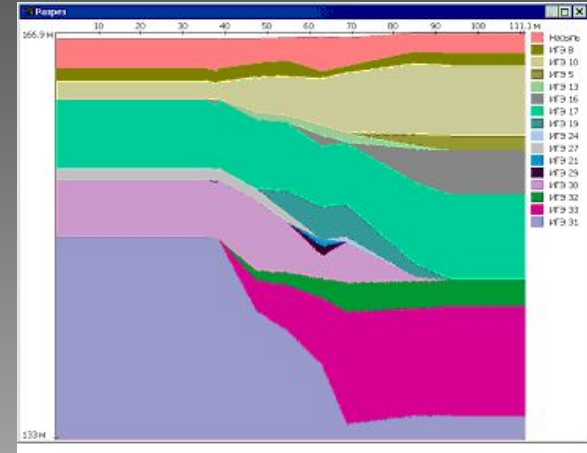 Разрез
10 20 30 40 50 60 70 80 90 100 111.1 м
166.9 м
Насыпь
ИГЭ 8
ИГЭ 10
ИГЭ 5
ИГЭ 13
ИГЭ 16
ИГЭ 17
ИГЭ 19
ИГЭ 24
ИГЭ 27
ИГЭ 21
ИГЭ 29
ИГЭ 30
ИГЭ 32
ИГЭ 33
ИГЭ 31
133 м